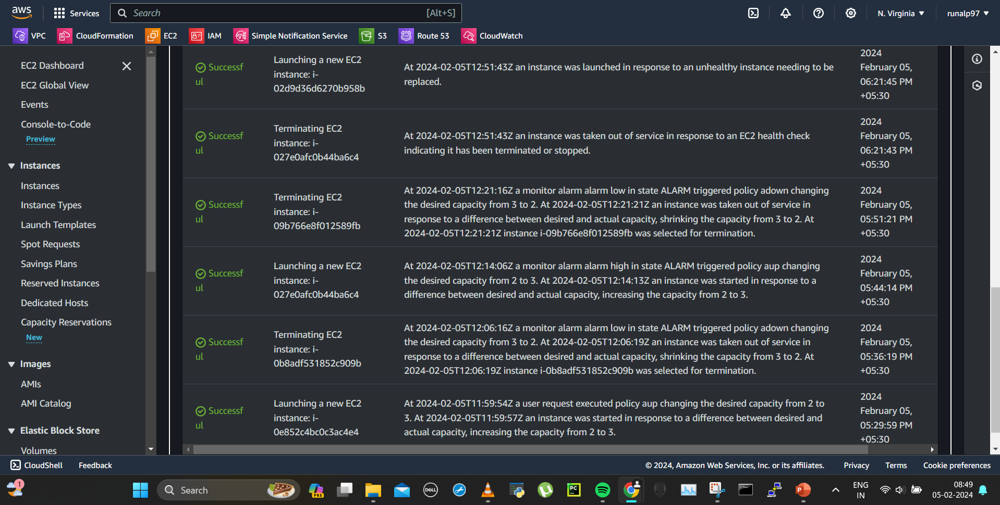 aws
Services
Search
[Alt+S]
N. Virginia
runalp97
VPC
CloudFormation
EC2
IAM
Simple Notification Service
S3
53
Route 53
CloudWatch
EC2 Dashboard
EC2 Global View
Events
Console-to-Code
Preview
Instances
Instances
Instance Types
Launch Templates
Spot Requests
Savings Plans
Reserved Instances
Dedicated Hosts
Capacity Reservations
New
Images
AMIs
AMI Catalog
Elastic Block Store
Volumes
Successf
ul
Launching a new EC2
instance: i-
02d9d36d6270b958b
At 2024-02-05T12:51:43Z an instance was launched in response to an unhealthy instance needing to be
replaced.
2024
February 05,
06:21:45 PM
+05:30
Successf
ul
Terminating EC2
instance: i-
027e0afc0b44ba6c4
At 2024-02-05T12:51:43Z an instance was taken out of service in response to an EC2 health check
indicating it has been terminated or stopped.
2024
February 05,
06:21:43 PM
+05:30
Successf
ul
Terminating EC2
instance: i-
09b766e8f012589fb
At 2024-02-05T12:21:16Z a monitor alarm alarm low in state ALARM triggered policy adown changing
the desired capacity from 3 to 2. At 2024-02-05T12:21:21Z an instance was taken out of service in
response to a difference between desired and actual capacity, shrinking the capacity from 3 to 2. At
2024-02-05T12:21:21Z instance i-09b766e8f012589fb was selected for termination.
2024
February 05,
05:51:21 PM
+05:30
Successf
ul
Launching a new EC2
instance: i-
027e0afc0b44ba6c4
At 2024-02-05T12:14:06Z a monitor alarm alarm high in state ALARM triggered policy aup changing
the desired capacity from 2 to 3. At 2024-02-05T12:14:13Z an instance was started in response to a
difference between desired and actual capacity, increasing the capacity from 2 to 3.
2024
February 05,
05:44:14 PM
+05:30
Successf
ul
Terminating EC2
instance: i-
0b8adf531852c909b
At 2024-02-05T12:06:16Z a monitor alarm alarm low in state ALARM triggered policy adown changing
the desired capacity from 3 to 2. At 2024-02-05T12:06:19Z an instance was taken out of service in
response to a difference between desired and actual capacity, shrinking the capacity from 3 to 2. At
2024-02-05T12:06:19Z instance i-0b8adf531852c909b was selected for termination.
2024
February 05,
05:36:19 PM
+05:30
Successf
ul
Launching a new EC2
instance: i-
0e852c4bc0c3ac4e4
At 2024-02-05T11:59:54Z a user request executed policy aup changing the desired capacity from 2 to
3. At 2024-02-05T11:59:57Z an instance was started in response to a difference between desired and
actual capacity, increasing the capacity from 2 to 3.
2024
February 05,
05:29:59 PM
+05:30
CloudShell
Feedback
© 2024, Amazon Web Services, Inc. or its affiliates.
Privacy
Terms
Cookie preferences
1
Search
PRE
DELL
PC
P
ENG
IN
08:49
05-02-2024